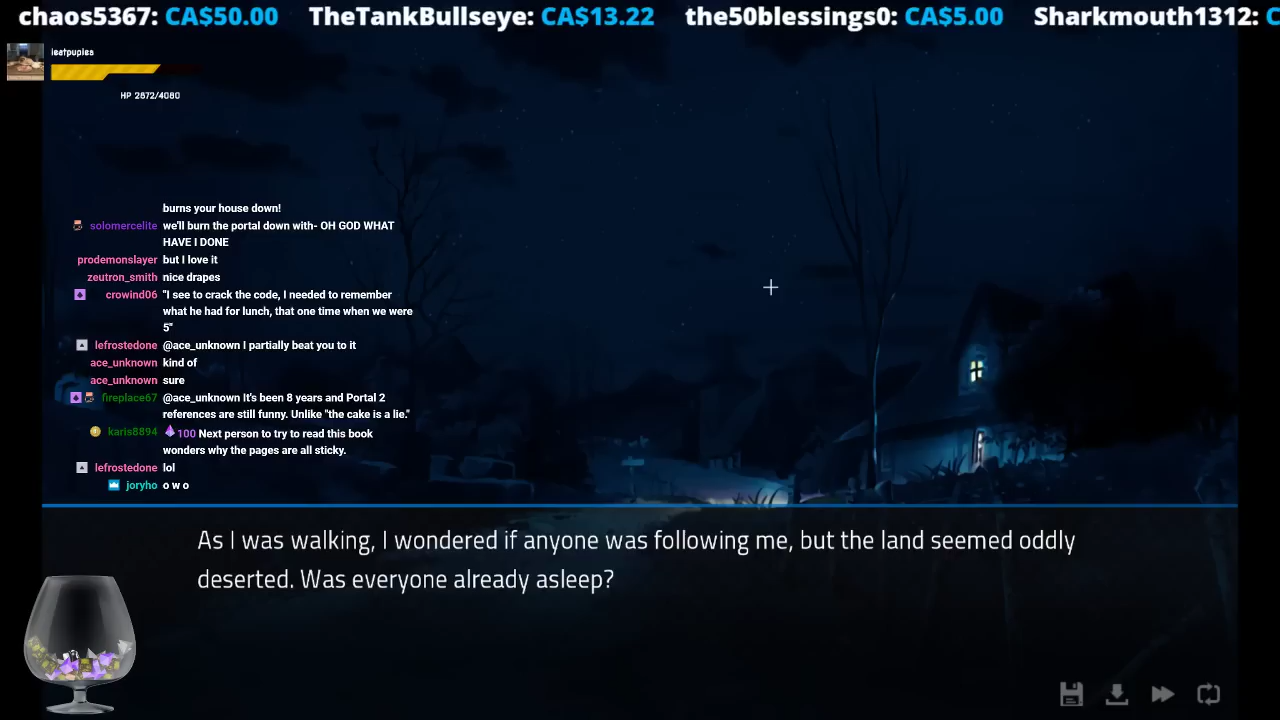 chaos5367: CA$50.00 TheTankBullseye: CA$13.22 the50blessings0: CA$5.00 Sharkmouth1312: C
ieatpupies
HP 2872/4080
burns your house down!
solomercelite we'll burn the portal down with- OH GOD WHAT
HAVE I DONE
prodemonslayer but I love it
zeutron_smith nice drapes
crowind06 "I see to crack the code, I needed to remember
what he had for lunch, that one time when we were
5"
lefrostedone @ace_unknown I partially beat you to it
ace_unknown kind of
ace_unknown sure
fireplace67 @ace_unknown It's been 8 years and Portal 2
references are still funny. Unlike "the cake is a lie."
karis8894 100 Next person to try to read this book
wonders why the pages are all sticky.
lefrostedone lol
joryho o w o
As I was walking, I wondered if anyone was following me, but the land seemed oddly
deserted. Was everyone already asleep?